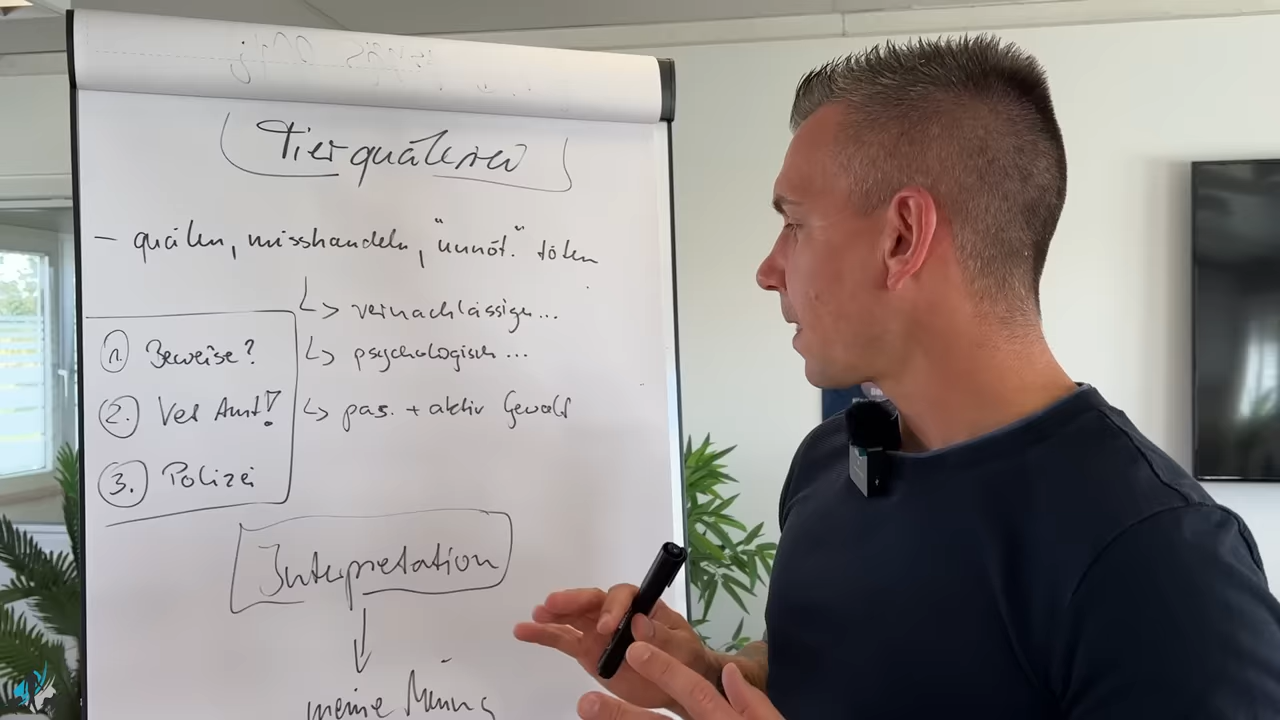 Tierquälerei
– quälen, misshandeln, "unnöt." töten
↳ vernachlässigen...
↳ psychologisch...
↳ pas. + aktiv Gewalt
1. Beweise?
2. Vet Amt!
3. Polizei
Interpretation
↓
meine Meinung